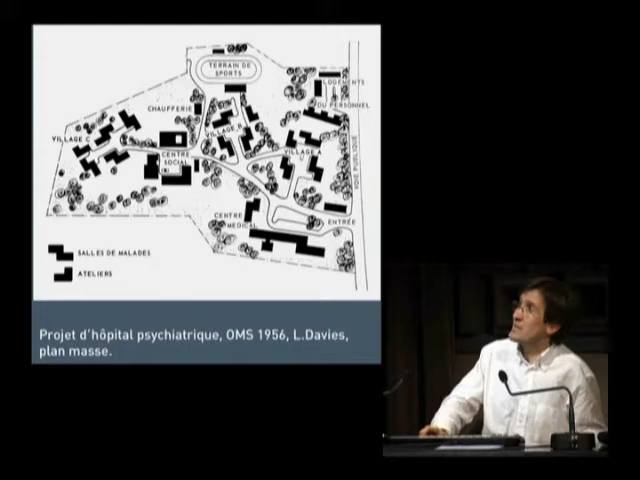 TERRAIN DE
SPORTS
LOGEMENTS
DU PERSONNEL
CHAUFFERIE
VILLAGE B
VILLAGE C
CENTRE
SOCIAL
VILLAGE A
VOIE PUBLIQUE
CENTRE
MEDICAL
ENTRÉE
SALLES DE MALADES
ATELIERS
Projet d'hôpital psychiatrique, OMS 1956, L.Davies,
plan masse.